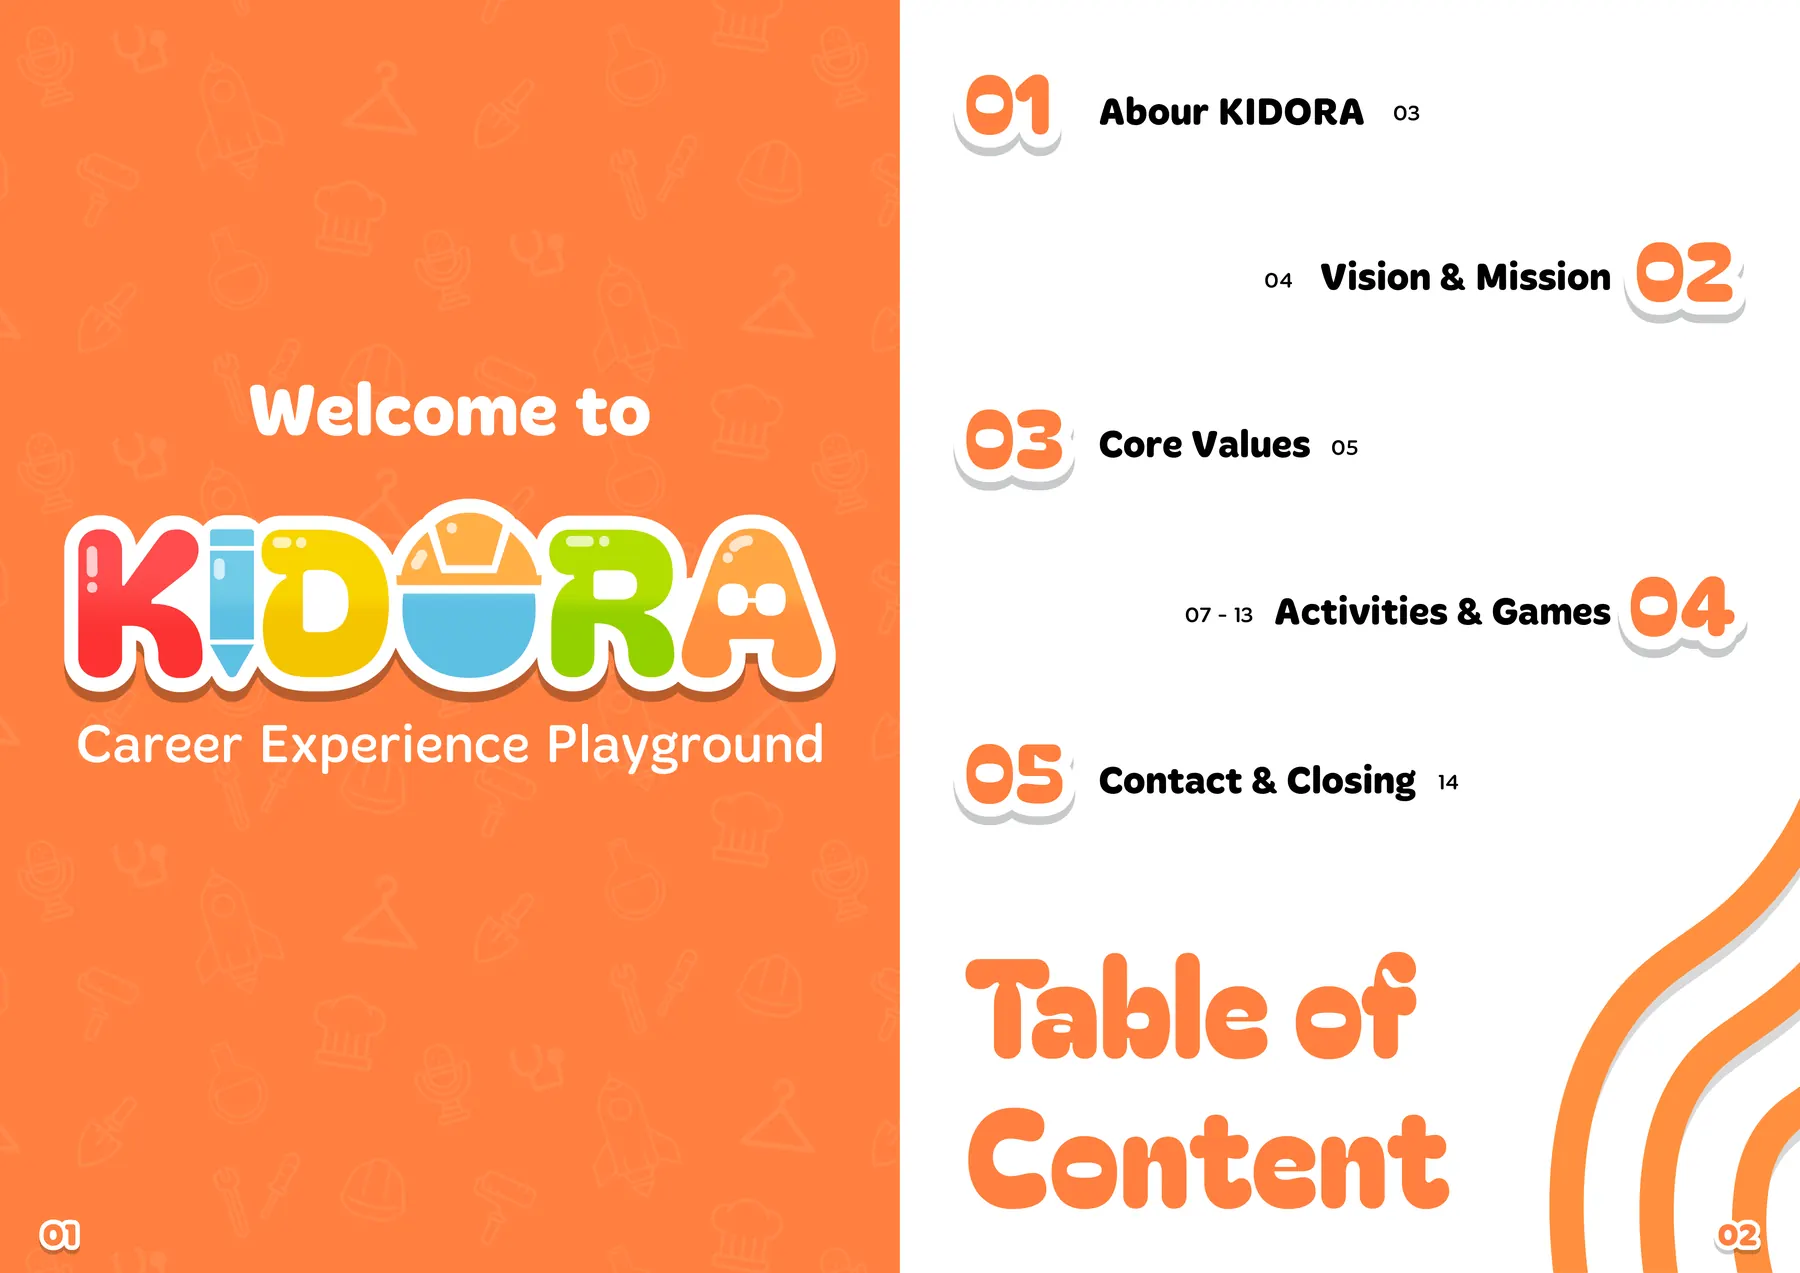 Welcome to
KIDORA
Career Experience Playground
01
01 Abour KIDORA 03
04 Vision & Mission 02
03 Core Values 05
07 - 13 Activities & Games 04
05 Contact & Closing 14
Table of
Content
02